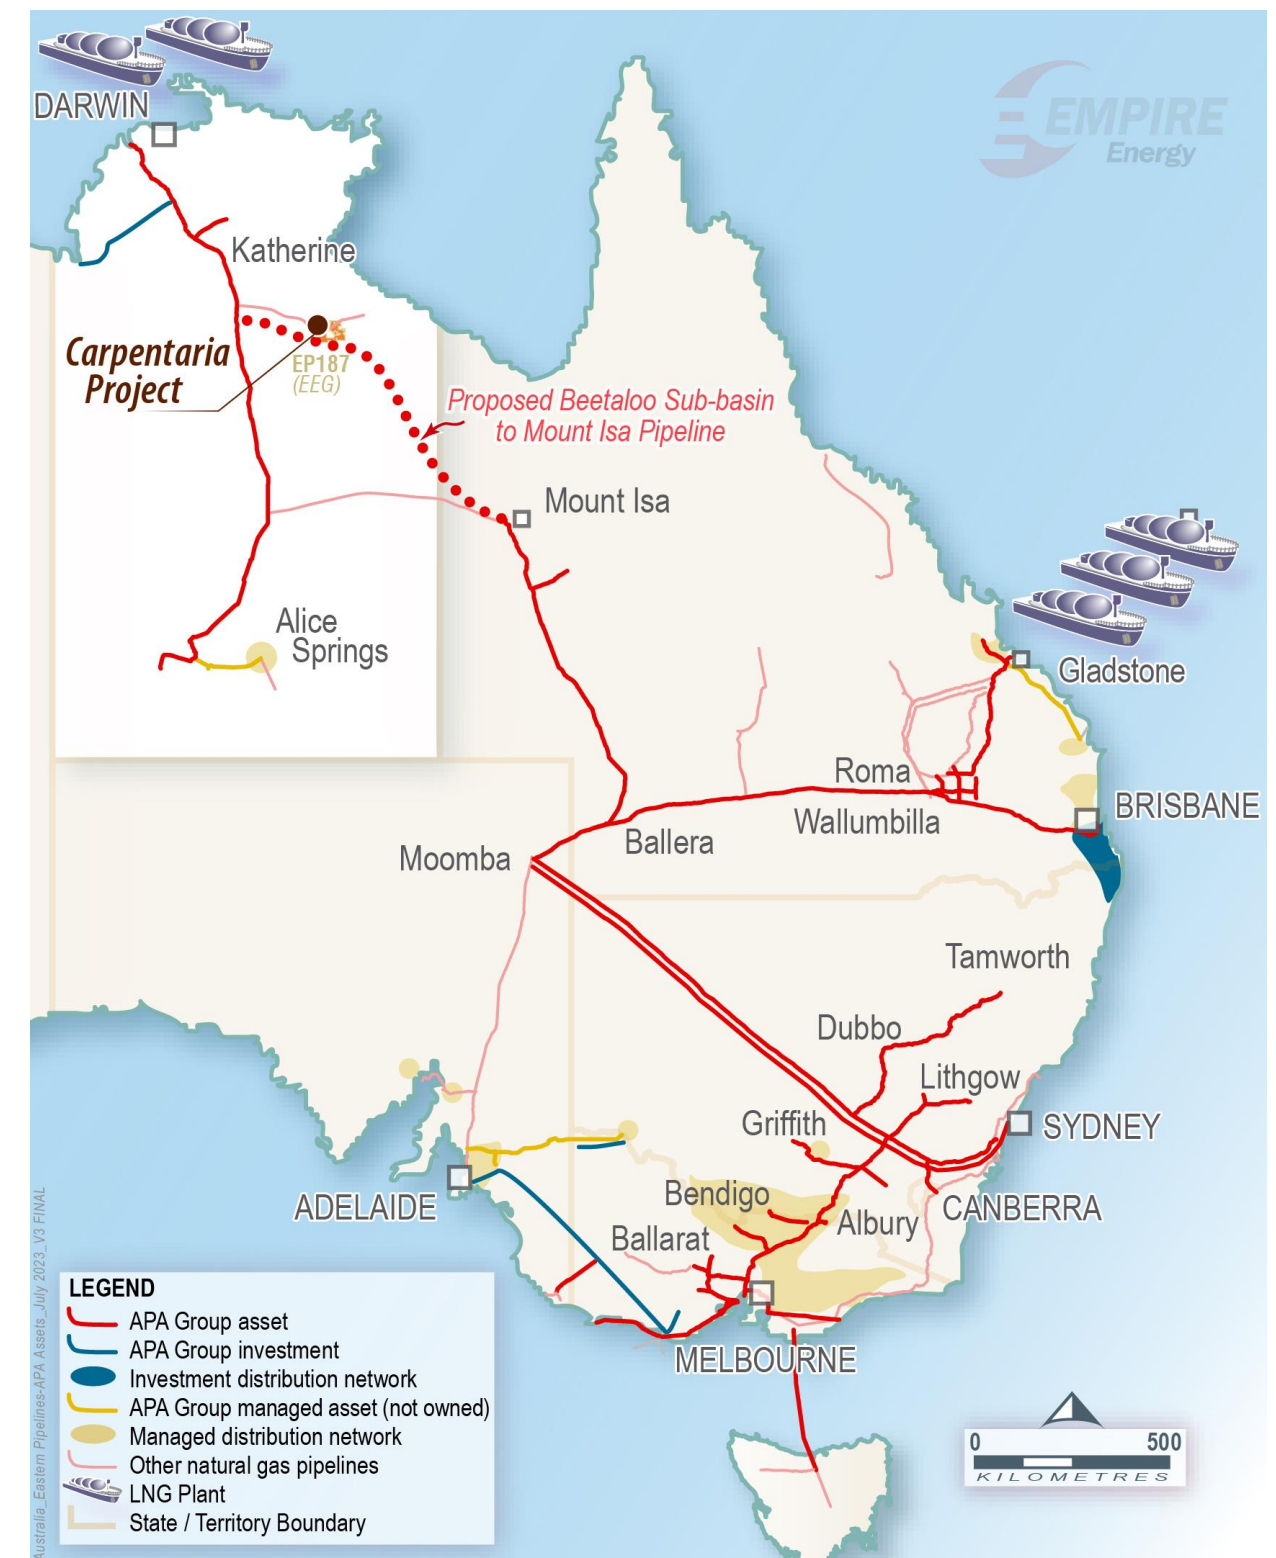 DARWIN
EMPIRE
Energy
Katherine
Carpentaria
Project
EP187
(EEG)
Proposed Beetaloo Sub-basin
to Mount Isa Pipeline
Mount Isa
Alice
Springs
Gladstone
Roma
BRISBANE
Wallumbilla
Ballera
Moomba
Tamworth
Dubbo
Lithgow
Griffith
SYDNEY
Bendigo
ADELAIDE
CANBERRA
Albury
Ballarat
MELBOURNE
LEGEND
APA Group asset
APA Group investment
Investment distribution network
APA Group managed asset (not owned)
Managed distribution network
Other natural gas pipelines
LNG Plant
State / Territory Boundary
0 500
KILOMETRES
Australia_Eastern Pipelines-APA Assets_July 2023_V3 FINAL